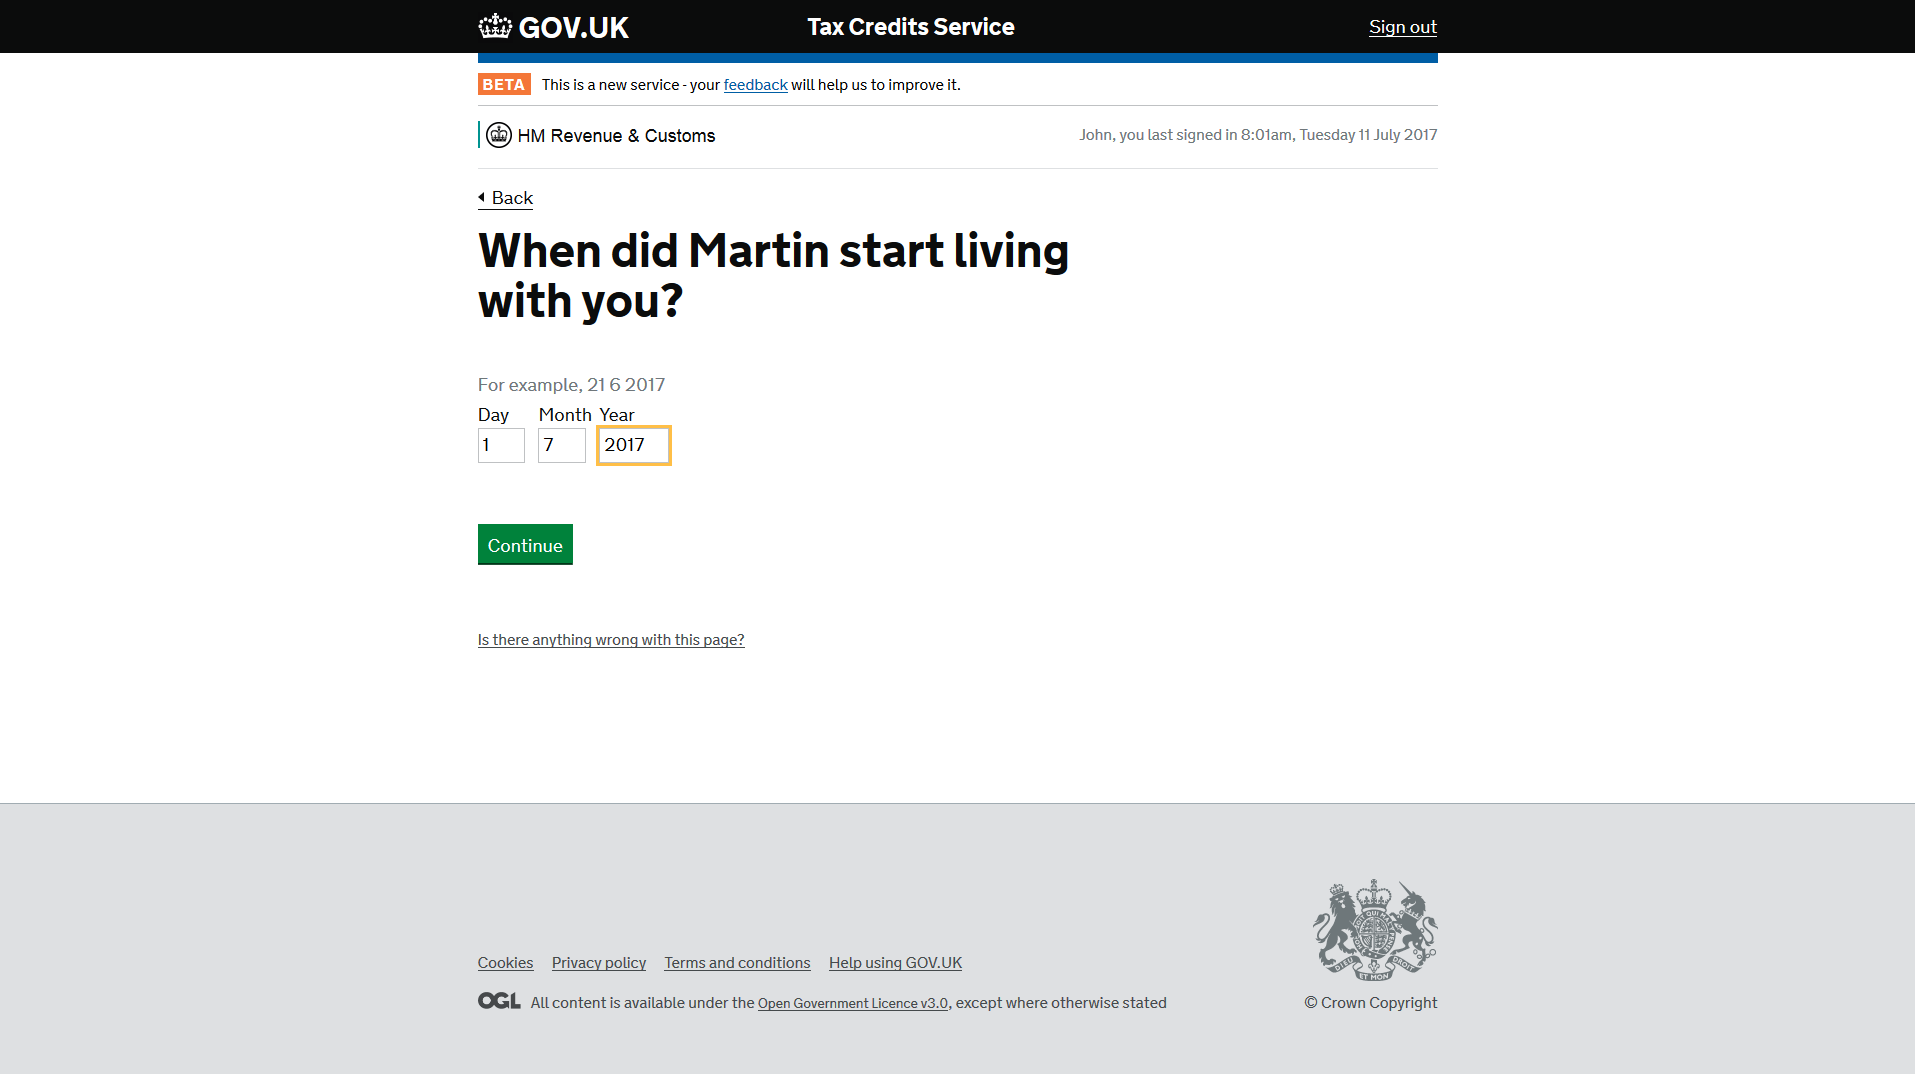 GOV.UK
Tax Credits Service
Sign out
BETA This is a new service - your feedback will help us to improve it.
HM Revenue & Customs
John, you last signed in 8:01am, Tuesday 11 July 2017
Back
When did Martin start living
with you?
For example, 21 6 2017
Day Month Year
1 7 2017
Continue
Is there anything wrong with this page?
Cookies Privacy policy Terms and conditions Help using GOV.UK
OGL All content is available under the Open Government Licence v3.0, except where otherwise stated
© Crown Copyright